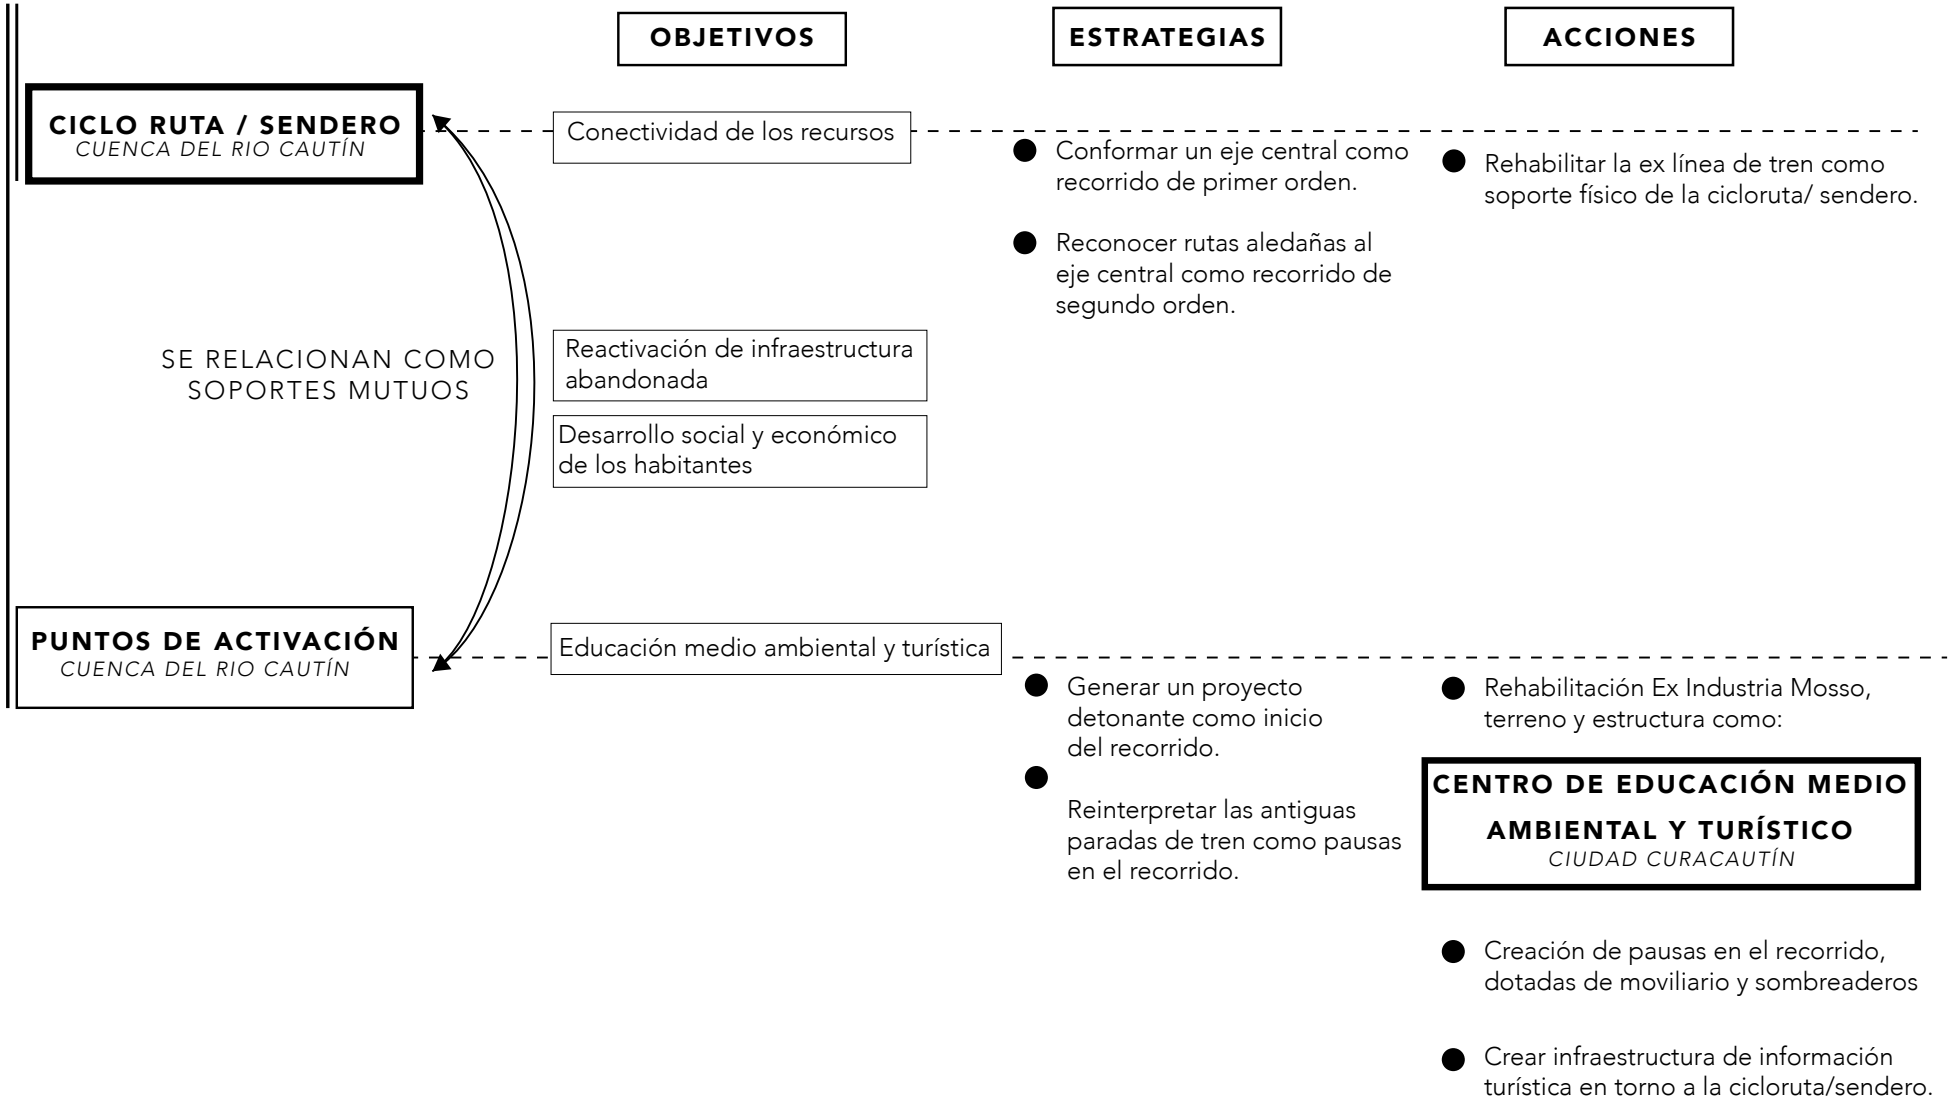 OBJETIVOS
ESTRATEGIAS
ACCIONES
CICLO RUTA / SENDERO
CUENCA DEL RIO CAUTÍN
Conectividad de los recursos
Conformar un eje central como
recorrido de primer orden.
Reconocer rutas aledañas al
eje central como recorrido de
segundo orden.
Rehabilitar la ex línea de tren como
soporte físico de la cicloruta/ sendero.
SE RELACIONAN COMO
SOPORTES MUTUOS
Reactivación de infraestructura
abandonada
Desarrollo social y económico
de los habitantes
PUNTOS DE ACTIVACIÓN
CUENCA DEL RIO CAUTÍN
Educación medio ambiental y turística
Generar un proyecto
detonante como inicio
del recorrido.
Reinterpretar las antiguas
paradas de tren como pausas
en el recorrido.
Rehabilitación Ex Industria Mosso,
terreno y estructura como:
CENTRO DE EDUCACIÓN MEDIO
AMBIENTAL Y TURÍSTICO
CIUDAD CURACAUTÍN
Creación de pausas en el recorrido,
dotadas de moviliario y sombreaderos
Crear infraestructura de información
turística en torno a la cicloruta/sendero.